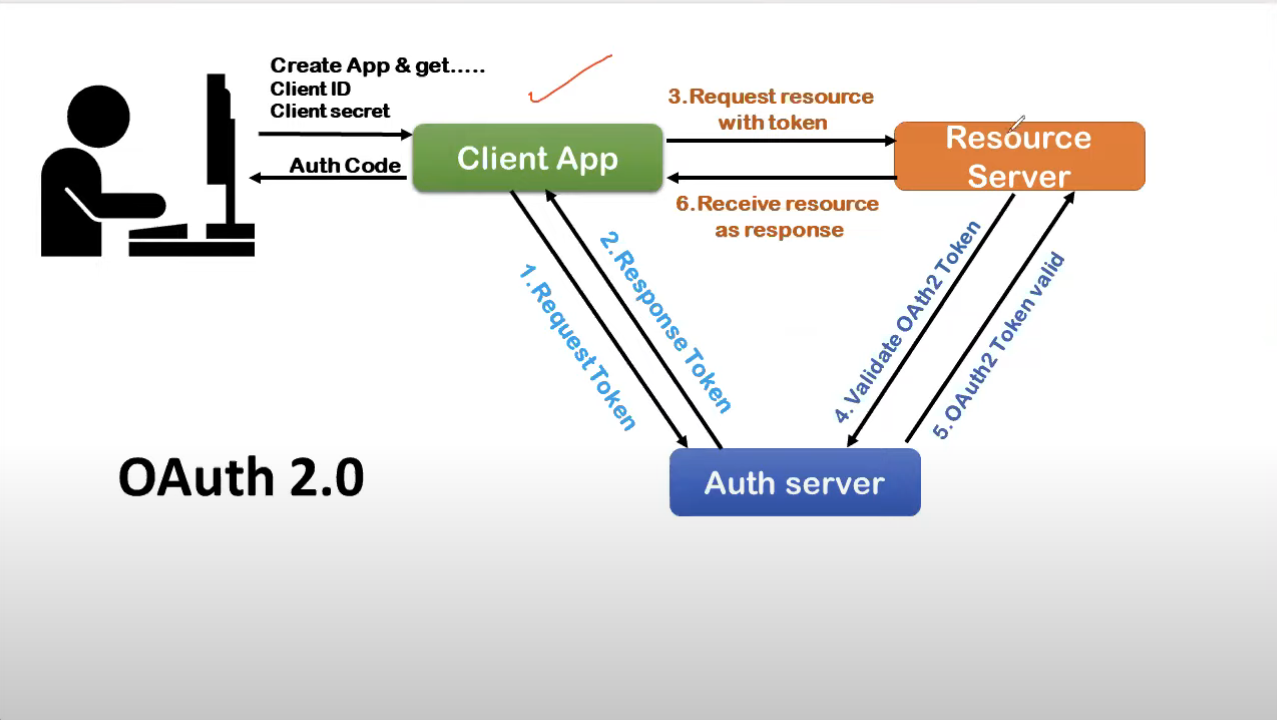 Create App & get.....
Client ID
Client secret
Auth Code
Client App
3.Request resource
with token
6.Receive resource
as response
Resource
Server
1.Request Token
2.Response Token
4.Validate OAth2 Token
5.OAuth2 Token valid
Auth server
OAuth 2.0